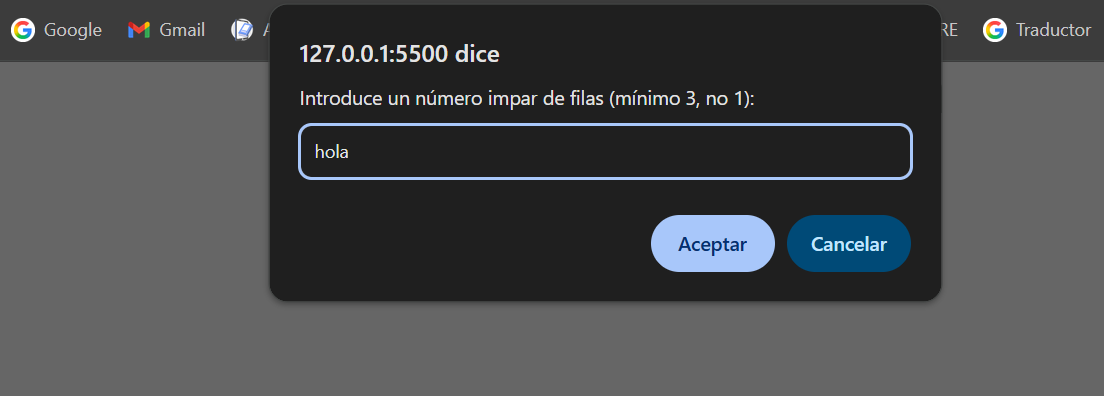 Google Gmail Traductor
127.0.0.1:5500 dice
Introduce un número impar de filas (mínimo 3, no 1):
hola
Aceptar Cancelar